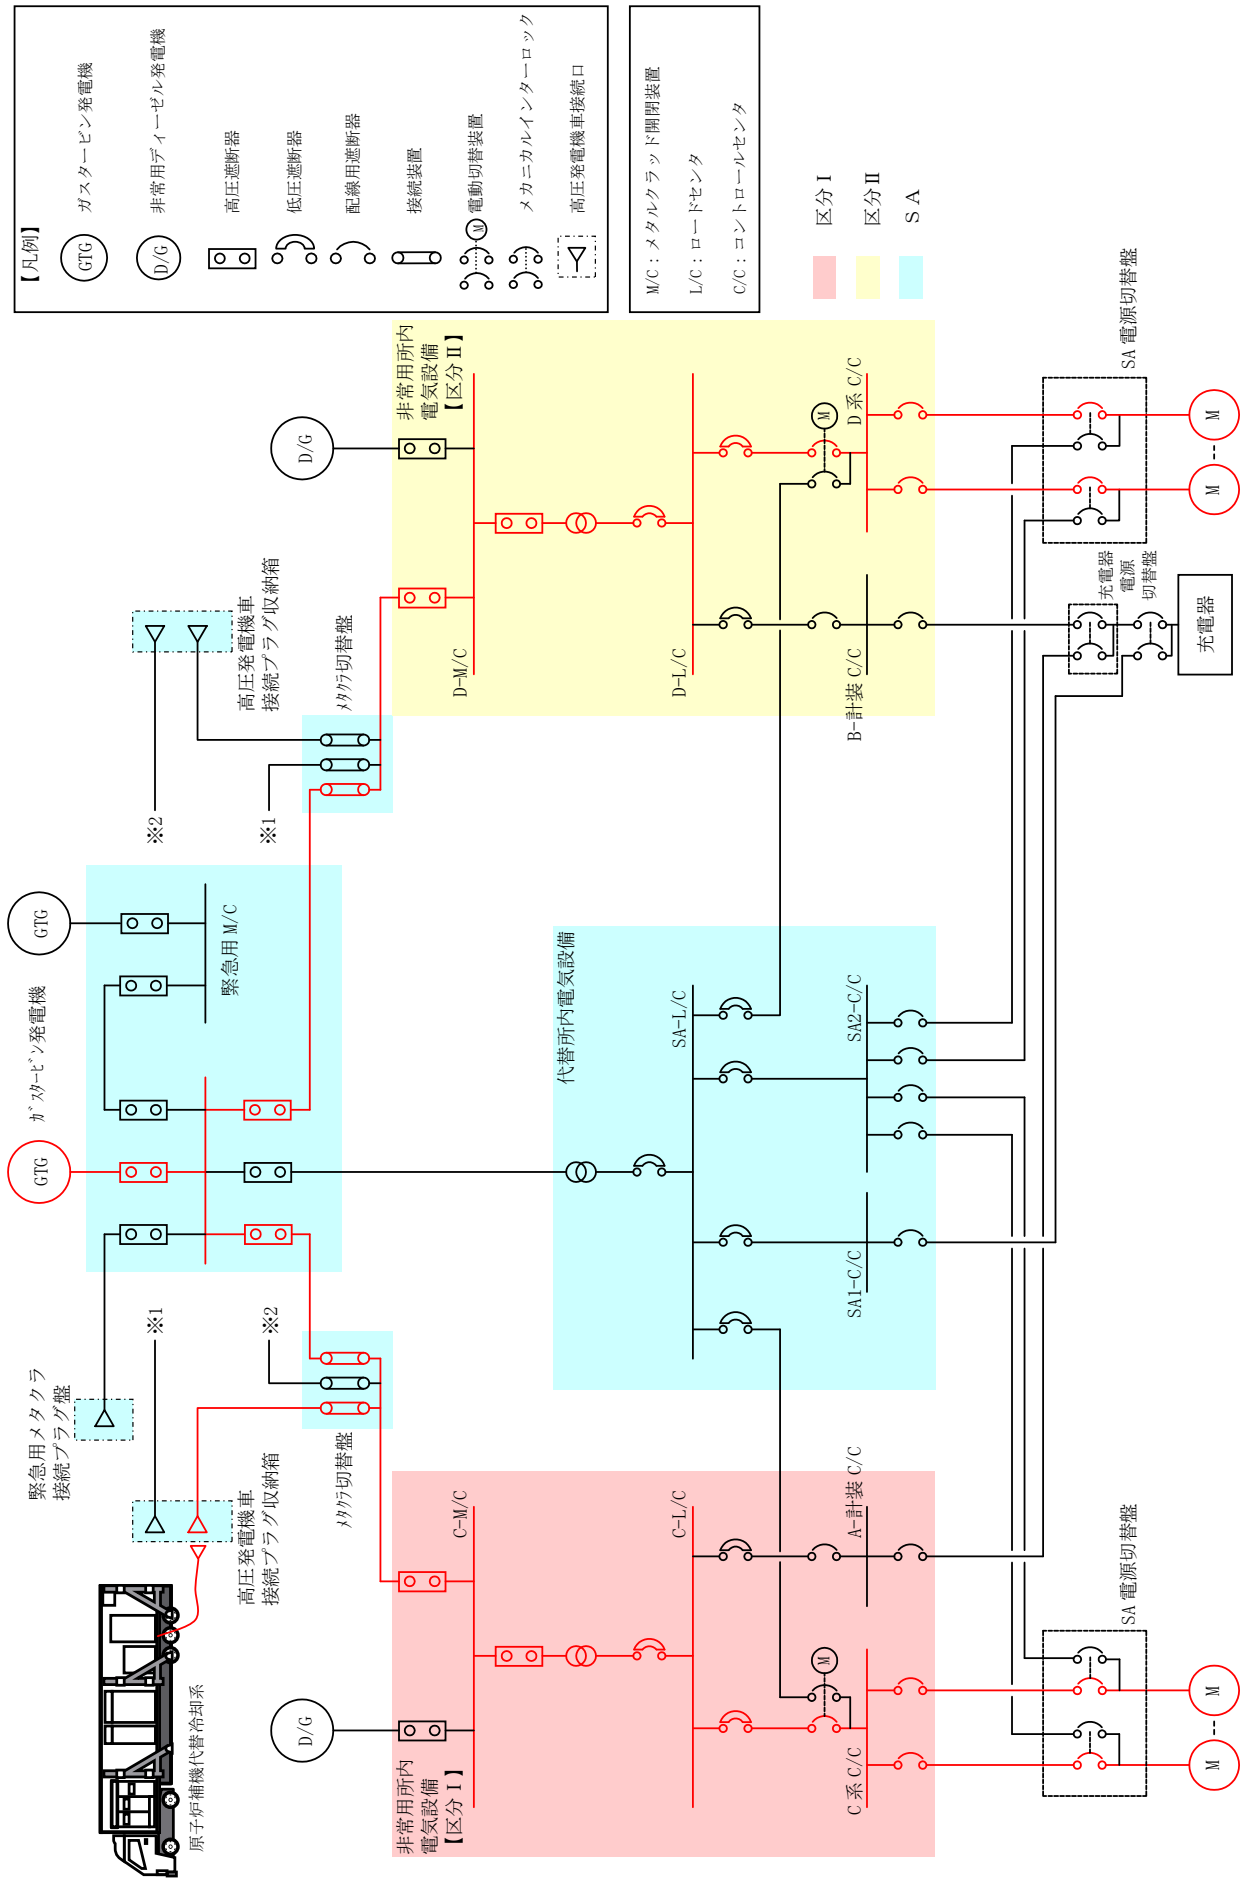 【凡例】
GTG
ガスタービン発電機
D/G
非常用ディーゼル発電機
高圧遮断器
低圧遮断器
配線用遮断器
接続装置
M
電動切替装置
メカニカルインターロック
高圧発電機車接続口
M/C：メタルクラッド開閉装置
L/C：ロードセンタ
C/C：コントロールセンタ
区分Ⅰ
区分Ⅱ
ＳＡ
緊急用メタクラ
接続プラグ盤
GTG
ｶﾞｽﾀｰﾋﾞﾝ発電機
GTG
緊急用 M/C
※1
※2
※2
※1
高圧発電機車
接続プラグ収納箱
高圧発電機車
接続プラグ収納箱
ﾒﾀｸﾗ切替盤
ﾒﾀｸﾗ切替盤
原子炉補機代替冷却系
D/G
D/G
非常用所内
電気設備
【区分Ⅰ】
C-M/C
C-L/C
M
C 系 C/C
A-計装 C/C
代替所内電気設備
SA-L/C
SA1-C/C
SA2-C/C
非常用所内
電気設備
【区分Ⅱ】
D-M/C
D-L/C
M
B-計装 C/C
D 系 C/C
SA 電源切替盤
M
M
充電器
電源
切替盤
充電器
SA 電源切替盤
M
M